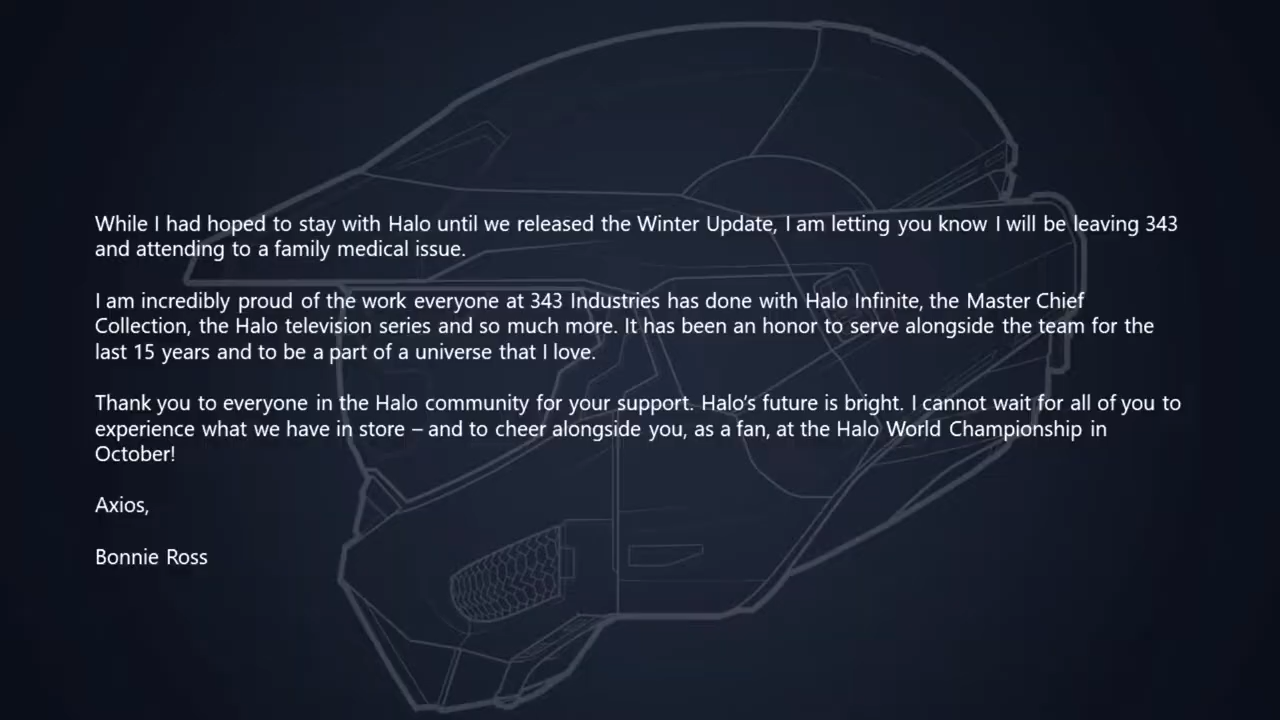 While I had hoped to stay with Halo until we released the Winter Update, I am letting you know I will be leaving 343
and attending to a family medical issue.
I am incredibly proud of the work everyone at 343 Industries has done with Halo Infinite, the Master Chief
Collection, the Halo television series and so much more. It has been an honor to serve alongside the team for the
last 15 years and to be a part of a universe that I love.
Thank you to everyone in the Halo community for your support. Halo’s future is bright. I cannot wait for all of you to
experience what we have in store – and to cheer alongside you, as a fan, at the Halo World Championship in
October!
Axios,
Bonnie Ross